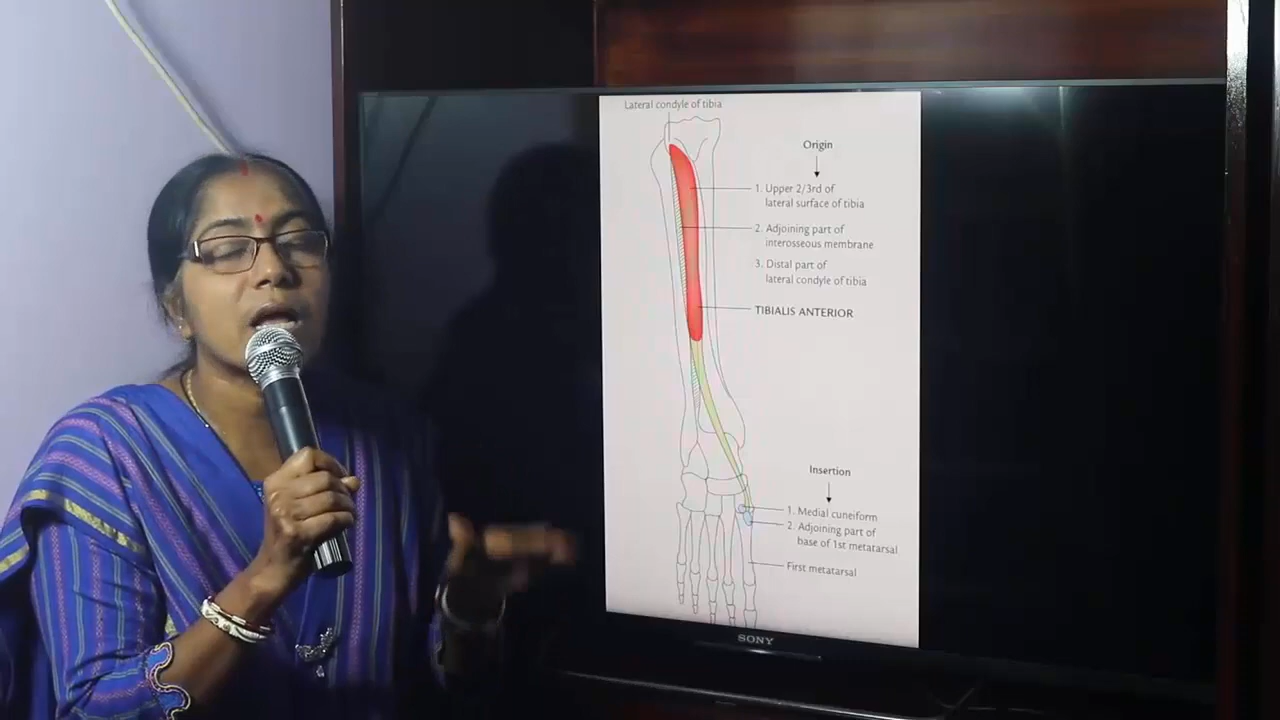 Lateral condyle of tibia
Origin
1. Upper 2/3rd of
lateral surface of tibia
2. Adjoining part of
interosseous membrane
3. Distal part of
lateral condyle of tibia
TIBIALIS ANTERIOR
Insertion
1. Medial cuneiform
2. Adjoining part of
base of 1st metatarsal
First metatarsal
SONY